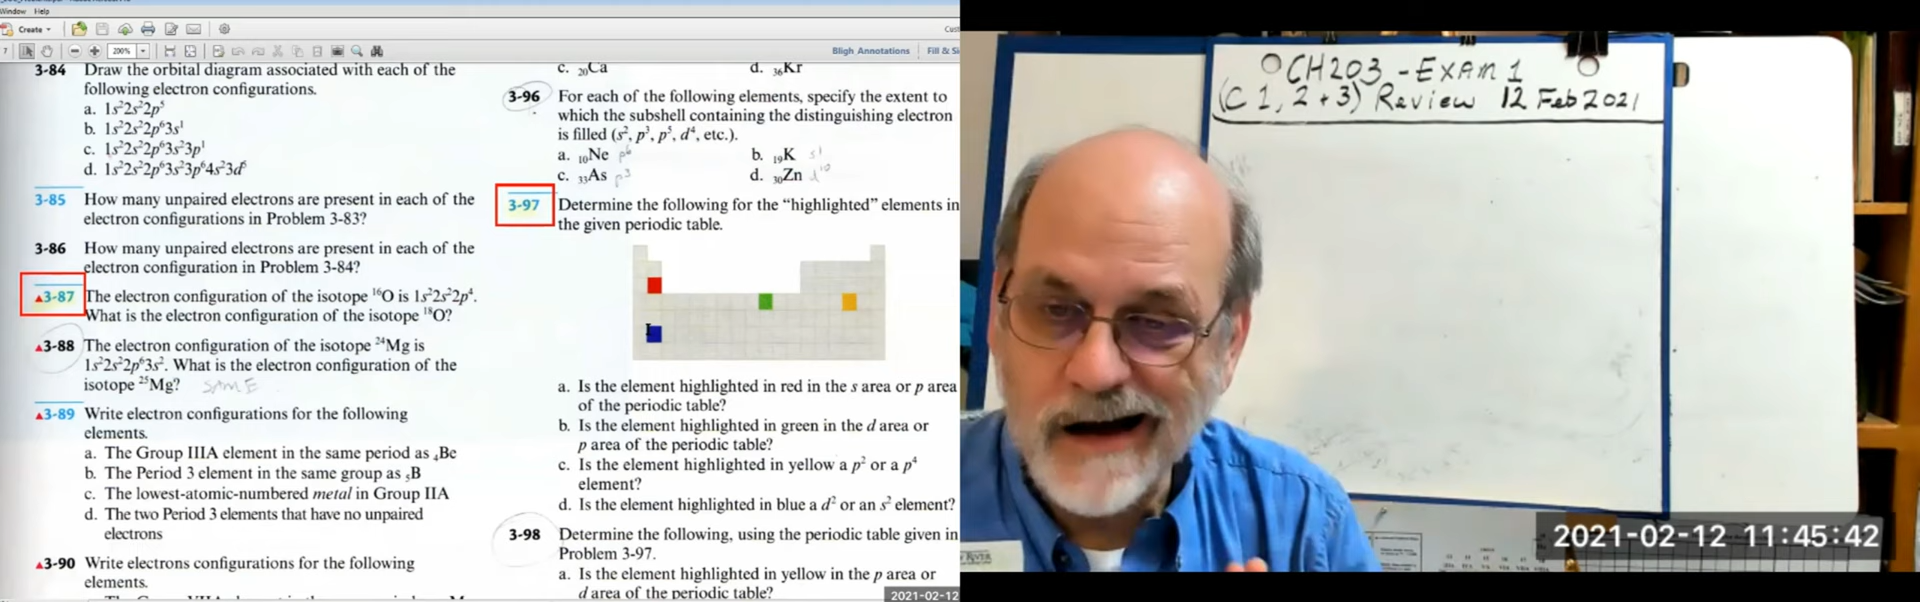 Window Help
Create
7
200%
Bligh Annotations
3-84 Draw the orbital diagram associated with each of the
following electron configurations.
a. 1s²2s²2p⁵
b. 1s²2s²2p⁶3s¹
c. 1s²2s²2p⁶3s²3p¹
d. 1s²2s²2p⁶3s²3p⁶4s²3d⁶
3-85 How many unpaired electrons are present in each of the
electron configurations in Problem 3-83?
3-86 How many unpaired electrons are present in each of the
electron configuration in Problem 3-84?
▲3-87 The electron configuration of the isotope ¹⁶O is 1s²2s²2p⁴.
What is the electron configuration of the isotope ¹⁸O?
▲3-88 The electron configuration of the isotope ²⁴Mg is
1s²2s²2p⁶3s². What is the electron configuration of the
isotope ²⁵Mg? SAME
▲3-89 Write electron configurations for the following
elements.
a. The Group IIIA element in the same period as ₄Be
b. The Period 3 element in the same group as ₅B
c. The lowest-atomic-numbered metal in Group IIA
d. The two Period 3 elements that have no unpaired
electrons
▲3-90 Write electrons configurations for the following
elements.
c. ₂₀Ca d. ₃₆Kr
3-96 For each of the following elements, specify the extent to
which the subshell containing the distinguishing electron
is filled (s², p³, p⁵, d⁴, etc.).
a. ₁₀Ne p⁶ b. ₁₉K s¹
c. ₃₃As p³ d. ₃₀Zn d¹⁰
3-97 Determine the following for the “highlighted” elements in
the given periodic table.
a. Is the element highlighted in red in the s area or p area
of the periodic table?
b. Is the element highlighted in green in the d area or
p area of the periodic table?
c. Is the element highlighted in yellow a p² or a p⁴
element?
d. Is the element highlighted in blue a d² or an s² element?
3-98 Determine the following, using the periodic table given in
Problem 3-97.
a. Is the element highlighted in yellow in the p area or
d area of the periodic table?
2021-02-12
CH203 - EXAM 1
(C 1, 2 + 3) Review 12 Feb 2021
2021-02-12 11:45:42